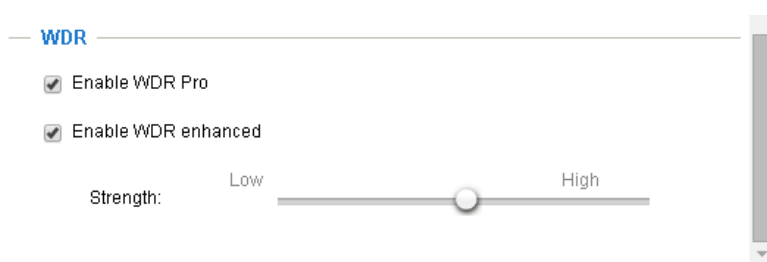 WDR
Enable WDR Pro
Enable WDR enhanced
Low High
Strength: